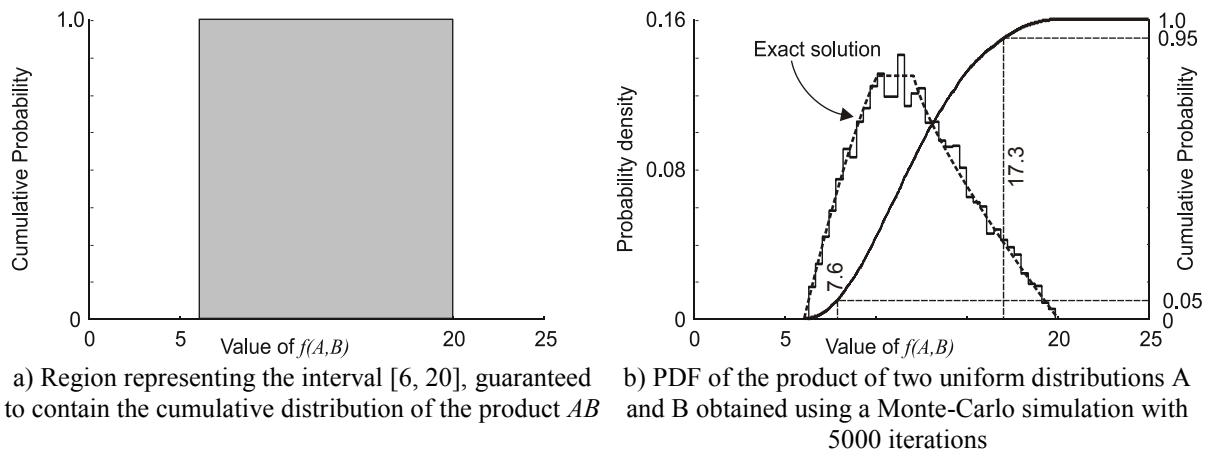 1.0
Cumulative Probability
0
0
5
20
25
Value of f(A,B)
a) Region representing the interval [6, 20], guaranteed
to contain the cumulative distribution of the product AB
0.16
Probability density
0.08
0
Exact solution
7.6
17.3
1.0
0.95
Cumulative Probability
0.05
0
0
5
20
25
Value of f(A,B)
b) PDF of the product of two uniform distributions A
and B obtained using a Monte-Carlo simulation with
5000 iterations